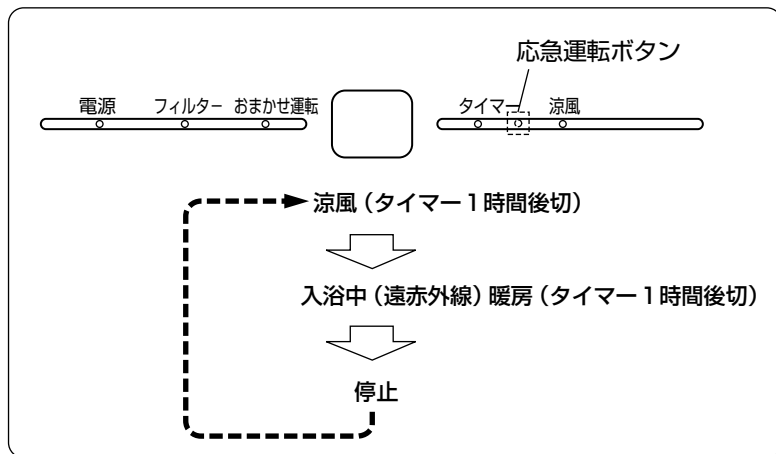 応急運転ボタン
電源 フィルター おまかせ運転 タイマー 涼風
涼風（タイマー1時間後切）
入浴中（遠赤外線）暖房（タイマー1時間後切）
停止